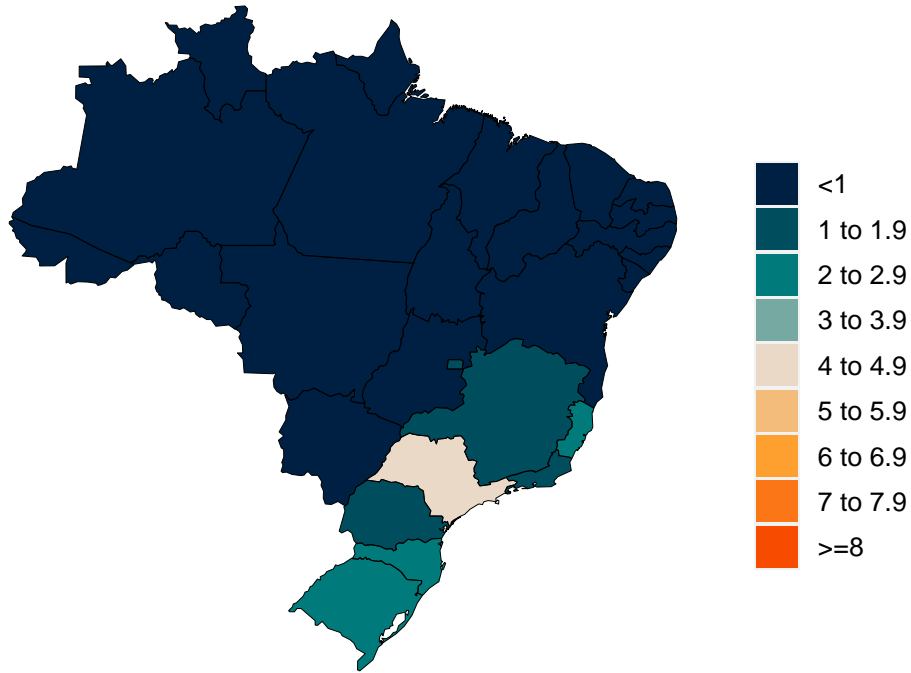 <1
1 to 1.9
2 to 2.9
3 to 3.9
4 to 4.9
5 to 5.9
6 to 6.9
7 to 7.9
>=8